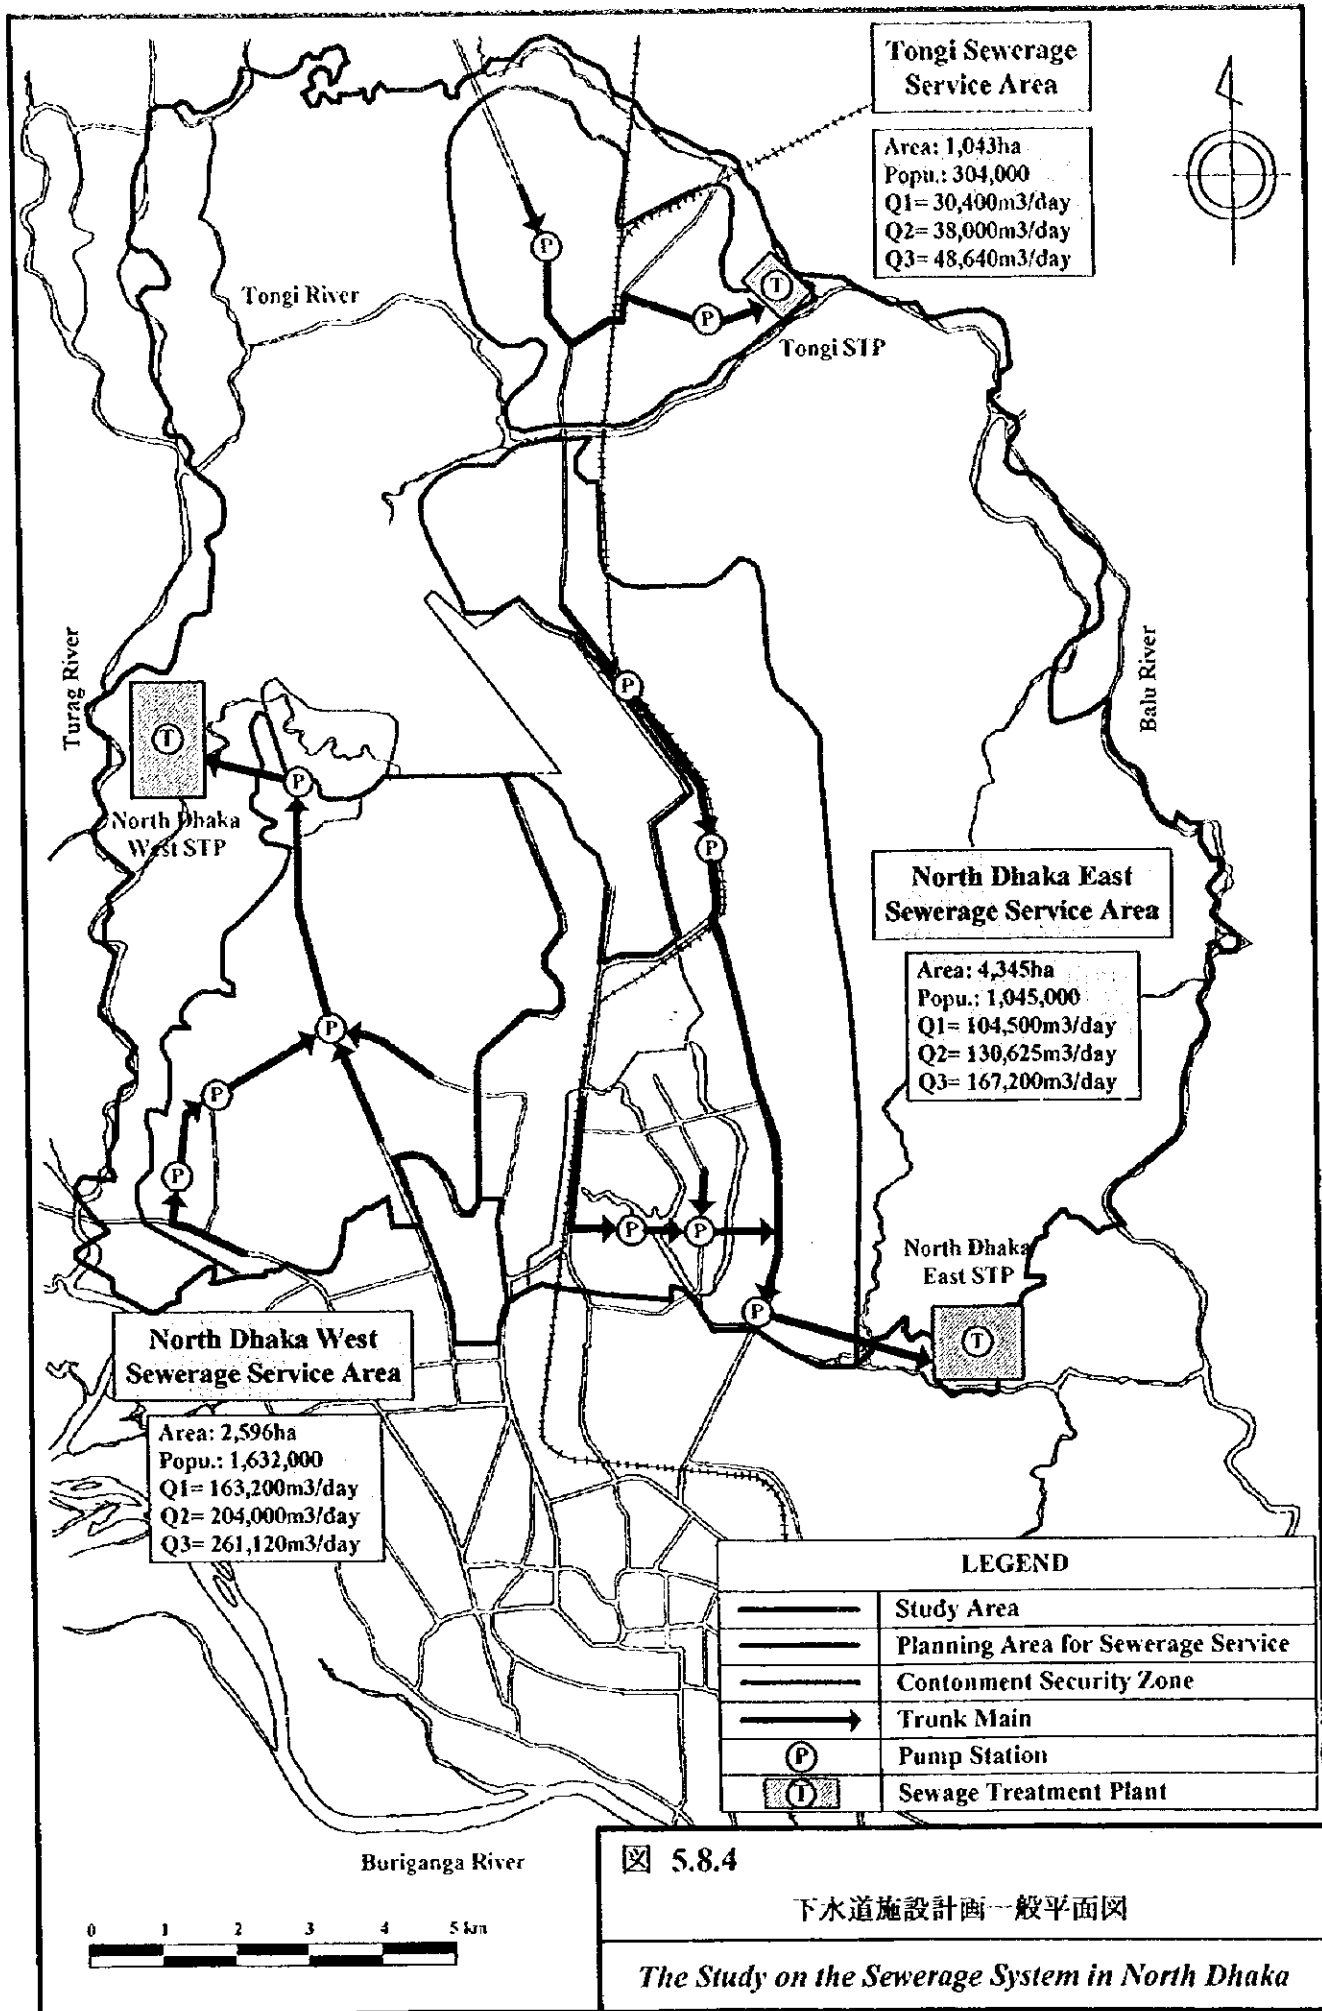 Tongi Sewerage
Service Area
Area: 1,043ha
Popu.: 304,000
Q1= 30,400m3/day
Q2= 38,000m3/day
Q3= 48,640m3/day
P
Tongi River
T
P
Tongi STP
Turag River
P
Balu River
T
P
North Dhaka
West STP
P
North Dhaka East
Sewerage Service Area
Area: 4,345ha
Popu.: 1,045,000
Q1= 104,500m3/day
Q2= 130,625m3/day
Q3= 167,200m3/day
P
P
P
P
P
North Dhaka
East STP
P
T
North Dhaka West
Sewerage Service Area
Area: 2,596ha
Popu.: 1,632,000
Q1= 163,200m3/day
Q2= 204,000m3/day
Q3= 261,120m3/day
LEGEND
Study Area
Planning Area for Sewerage Service
Contonment Security Zone
Trunk Main
P Pump Station
T Sewage Treatment Plant
Buriganga River
0 1 2 3 4 5 km
図 5.8.4
下水道施設計画一般平面図
The Study on the Sewerage System in North Dhaka